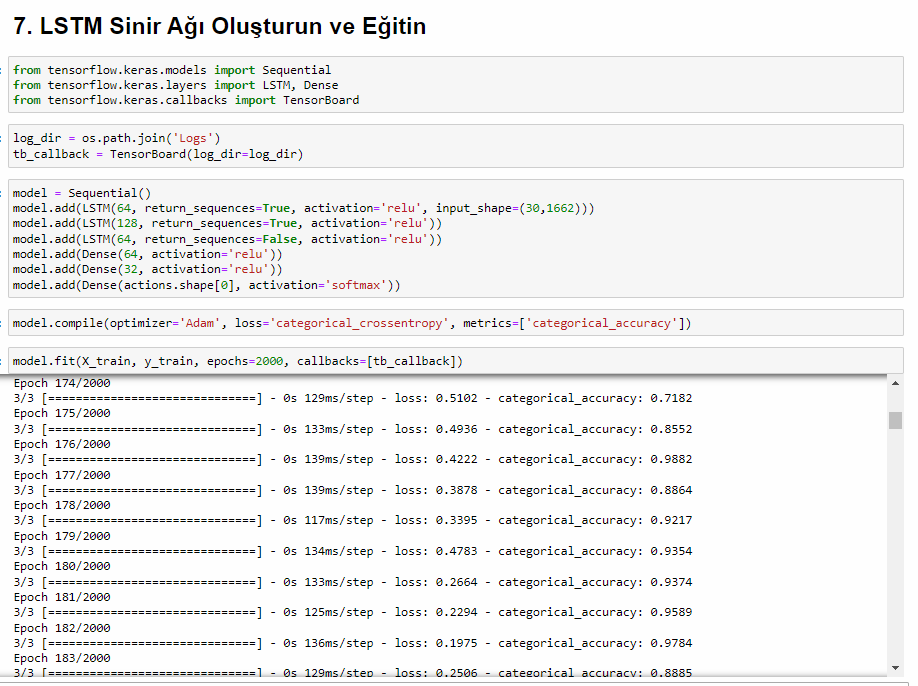 7. LSTM Sinir Ağı Oluşturun ve Eğitin
from tensorflow.keras.models import Sequential
from tensorflow.keras.layers import LSTM, Dense
from tensorflow.keras.callbacks import TensorBoard
log_dir = os.path.join('Logs')
tb_callback = TensorBoard(log_dir=log_dir)
model = Sequential()
model.add(LSTM(64, return_sequences=True, activation='relu', input_shape=(30,1662)))
model.add(LSTM(128, return_sequences=True, activation='relu'))
model.add(LSTM(64, return_sequences=False, activation='relu'))
model.add(Dense(64, activation='relu'))
model.add(Dense(32, activation='relu'))
model.add(Dense(actions.shape[0], activation='softmax'))
model.compile(optimizer='Adam', loss='categorical_crossentropy', metrics=['categorical_accuracy'])
model.fit(X_train, y_train, epochs=2000, callbacks=[tb_callback])
Epoch 174/2000
3/3 [==============================] - 0s 129ms/step - loss: 0.5102 - categorical_accuracy: 0.7182
Epoch 175/2000
3/3 [==============================] - 0s 133ms/step - loss: 0.4936 - categorical_accuracy: 0.8552
Epoch 176/2000
3/3 [==============================] - 0s 139ms/step - loss: 0.4222 - categorical_accuracy: 0.9882
Epoch 177/2000
3/3 [==============================] - 0s 139ms/step - loss: 0.3878 - categorical_accuracy: 0.8864
Epoch 178/2000
3/3 [==============================] - 0s 117ms/step - loss: 0.3395 - categorical_accuracy: 0.9217
Epoch 179/2000
3/3 [==============================] - 0s 134ms/step - loss: 0.4783 - categorical_accuracy: 0.9354
Epoch 180/2000
3/3 [==============================] - 0s 133ms/step - loss: 0.2664 - categorical_accuracy: 0.9374
Epoch 181/2000
3/3 [==============================] - 0s 125ms/step - loss: 0.2294 - categorical_accuracy: 0.9589
Epoch 182/2000
3/3 [==============================] - 0s 136ms/step - loss: 0.1975 - categorical_accuracy: 0.9784
Epoch 183/2000
3/3 [==============================] - 0s 129ms/step - loss: 0.2506 - categorical_accuracy: 0.8885